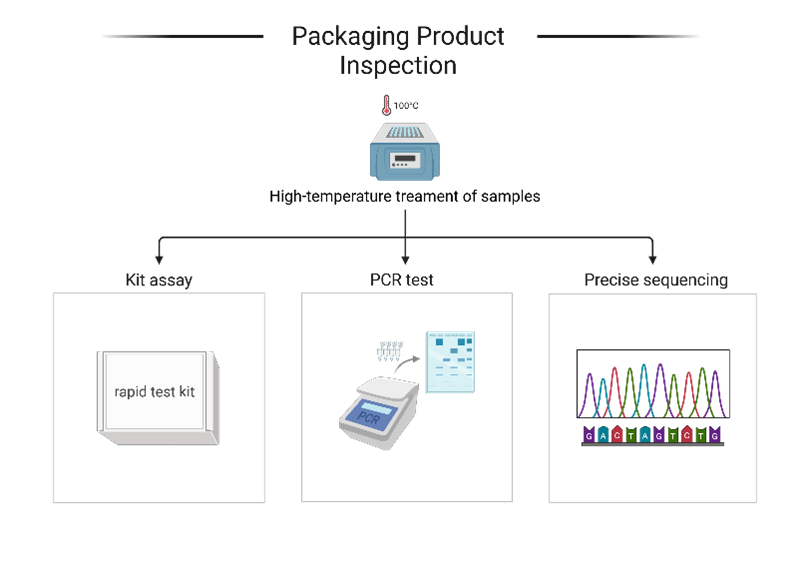 Packaging Product
Inspection
100°C
High-temperature treament of samples
Kit assay
PCR test
Precise sequencing
rapid test kit
PCR
G A C T A G T C T G